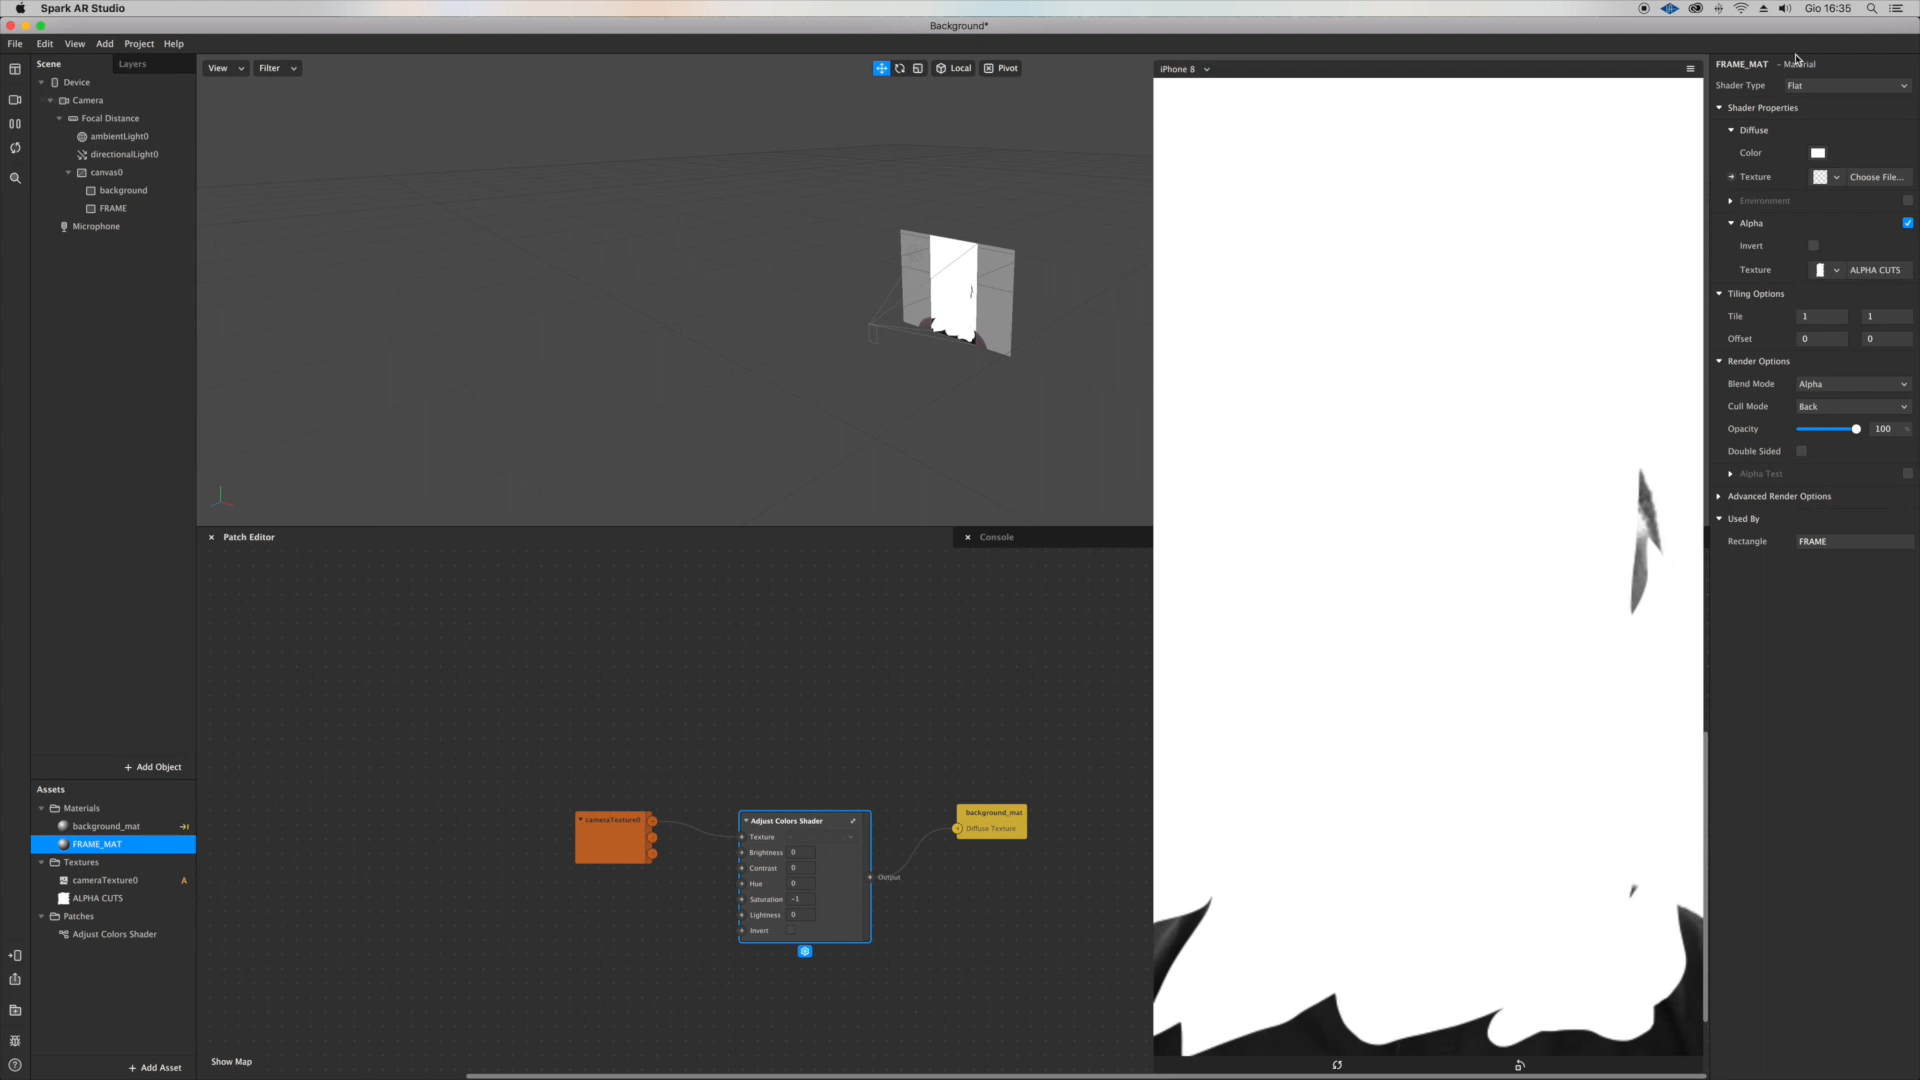 Spark AR Studio
Gio 16:35
Background*
File Edit View Add Project Help
Scene Layers
Device
Camera
Focal Distance
ambientLight0
directionalLight0
canvas0
background
FRAME
Microphone
+ Add Object
Assets
Materials
background_mat
FRAME_MAT
Textures
cameraTexture0 A
ALPHA CUTS
Patches
Adjust Colors Shader
+ Add Asset
View Filter
Local Pivot
Patch Editor
Console
cameraTexture0
Adjust Colors Shader
Texture
Brightness 0
Contrast 0
Hue 0
Saturation -1
Lightness 0
Invert
Output
background_mat
Diffuse Texture
Show Map
iPhone 8
FRAME_MAT - Material
Shader Type Flat
Shader Properties
Diffuse
Color
Texture Choose File...
Environment
Alpha
Invert
Texture ALPHA CUTS
Tiling Options
Tile 1 1
Offset 0 0
Render Options
Blend Mode Alpha
Cull Mode Back
Opacity 100 %
Double Sided
Alpha Test
Advanced Render Options
Used By
Rectangle FRAME